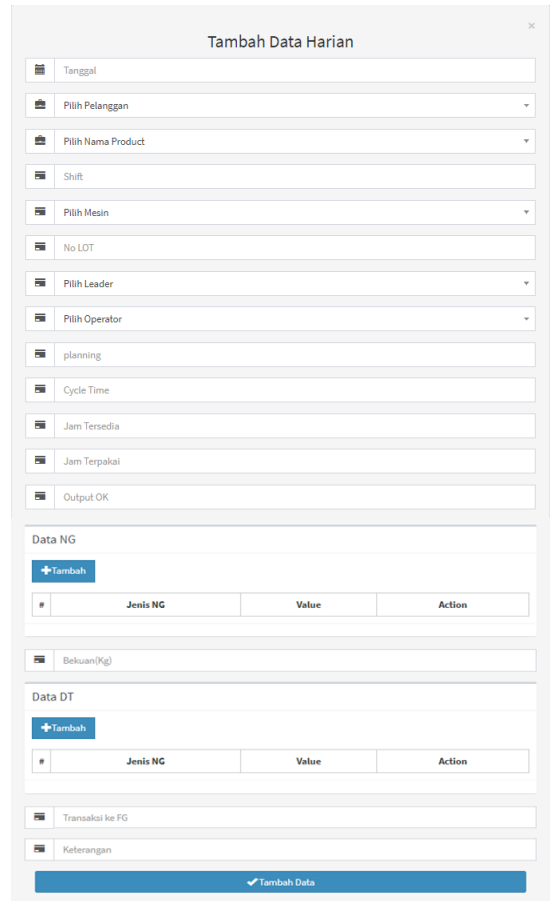 ×
Tambah Data Harian
Tanggal
Pilih Pelanggan
Pilih Nama Product
Shift
Pilih Mesin
No LOT
Pilih Leader
Pilih Operator
planning
Cycle Time
Jam Tersedia
Jam Terpakai
Output OK
Data NG
+Tambah
# Jenis NG Value Action
Bekuan(Kg)
Data DT
+Tambah
# Jenis NG Value Action
Transaksi ke FG
Keterangan
✔Tambah Data